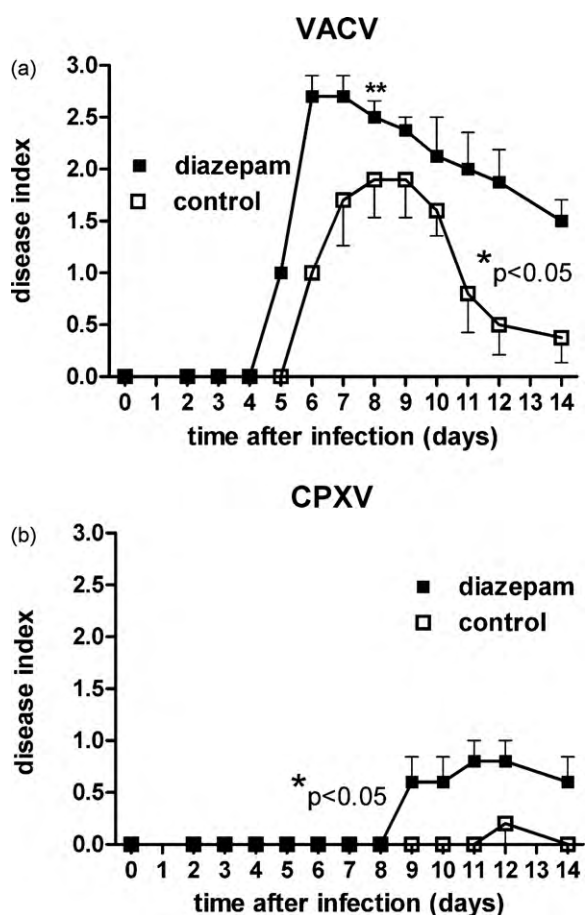 VACV
(a)
3.0
2.5
2.0
1.5
1.0
0.5
0.0
disease index
**
diazepam
control
*p<0.05
0 1 2 3 4 5 6 7 8 9 10 11 12 13 14
time after infection (days)
CPXV
(b)
3.0
2.5
2.0
1.5
1.0
0.5
0.0
disease index
diazepam
control
*p<0.05
0 1 2 3 4 5 6 7 8 9 10 11 12 13 14
time after infection (days)